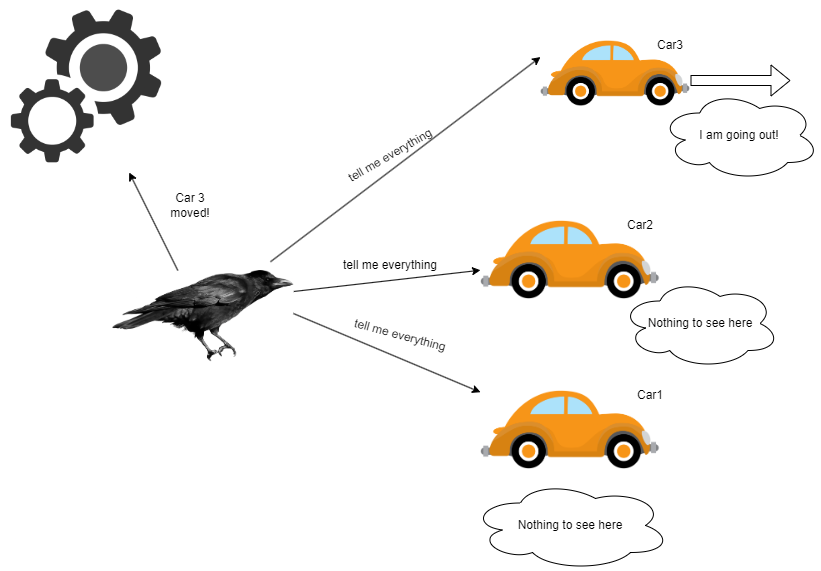 Car3
I am going out!
tell me everything
Car 3
moved!
Car2
tell me everything
Nothing to see here
tell me everything
Car1
Nothing to see here